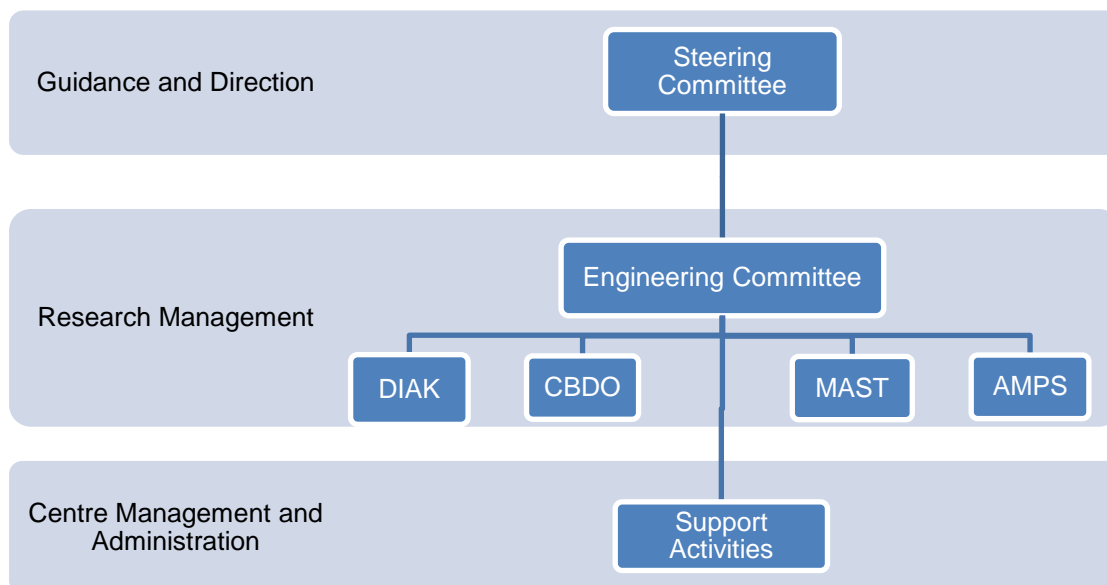 Guidance and Direction
Steering
Committee
Research Management
Engineering Committee
DIAK
CBDO
MAST
AMPS
Centre Management and
Administration
Support
Activities